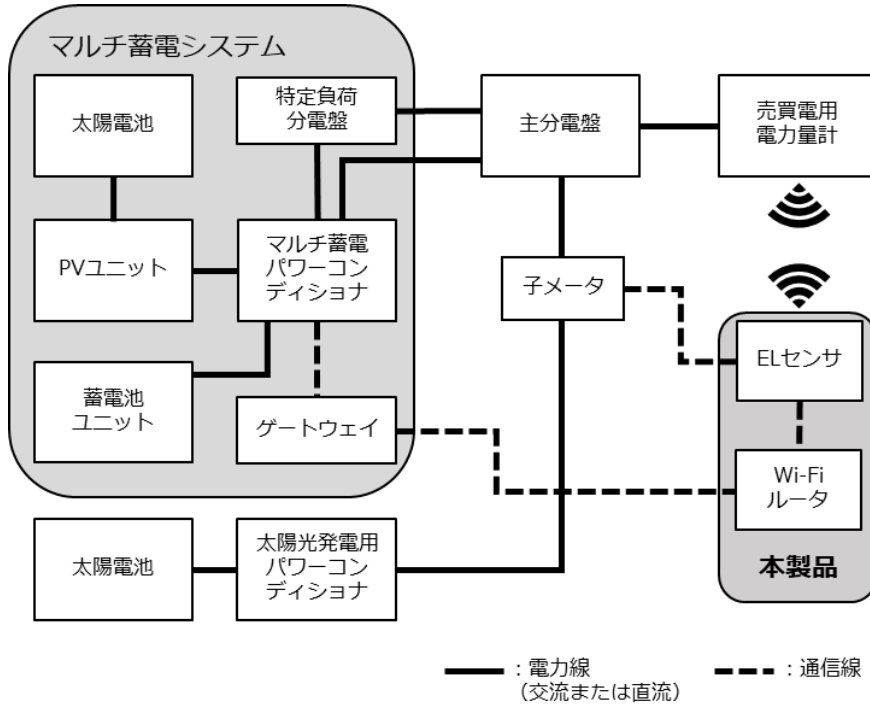 マルチ蓄電システム
太陽電池
特定負荷
分電盤
主分電盤
売買電用
電力量計
PVユニット
マルチ蓄電
パワーコン
ディショナ
子メータ
ELセンサ
蓄電池
ユニット
ゲートウェイ
Wi-Fi
ルータ
本製品
太陽電池
太陽光発電用
パワーコン
ディショナ
：電力線
（交流または直流）
：通信線